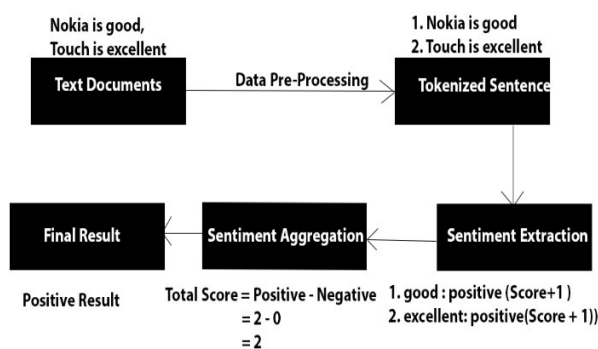 Nokia is good,
Touch is excellent
1. Nokia is good
2. Touch is excellent
Text Documents
Data Pre-Processing
Tokenized Sentence
Final Result
Sentiment Aggregation
Sentiment Extraction
Positive Result
Total Score = Positive - Negative
= 2 - 0
= 2
1. good : positive (Score+1 )
2. excellent: positive(Score + 1))